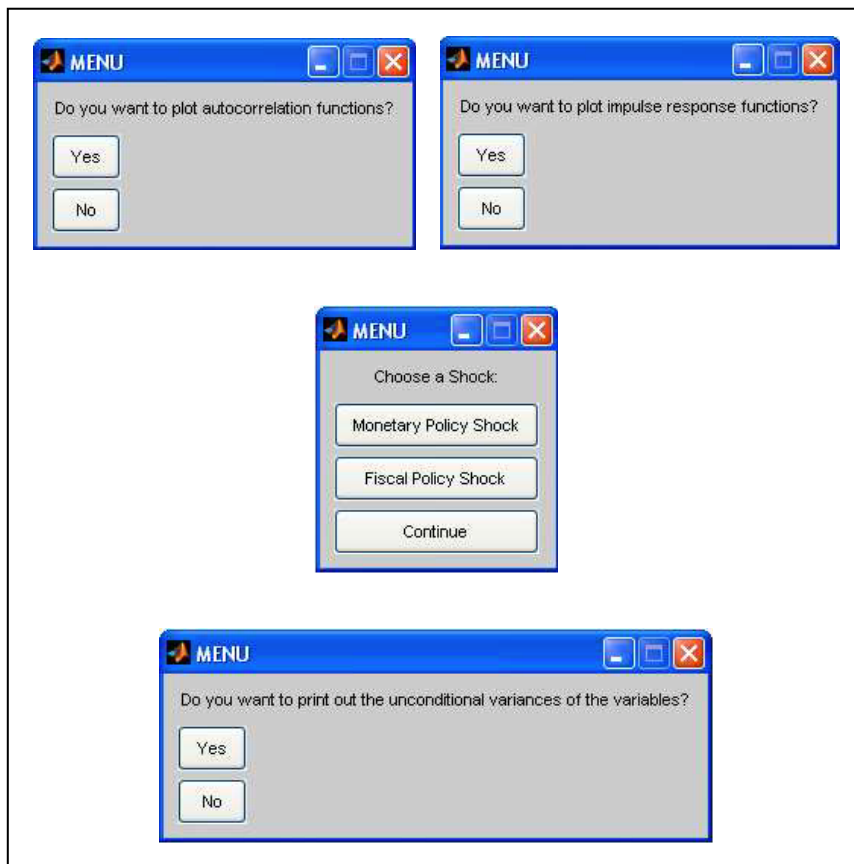 MENU
Do you want to plot autocorrelation functions?
Yes
No
MENU
Do you want to plot impulse response functions?
Yes
No
MENU
Choose a Shock:
Monetary Policy Shock
Fiscal Policy Shock
Continue
MENU
Do you want to print out the unconditional variances of the variables?
Yes
No